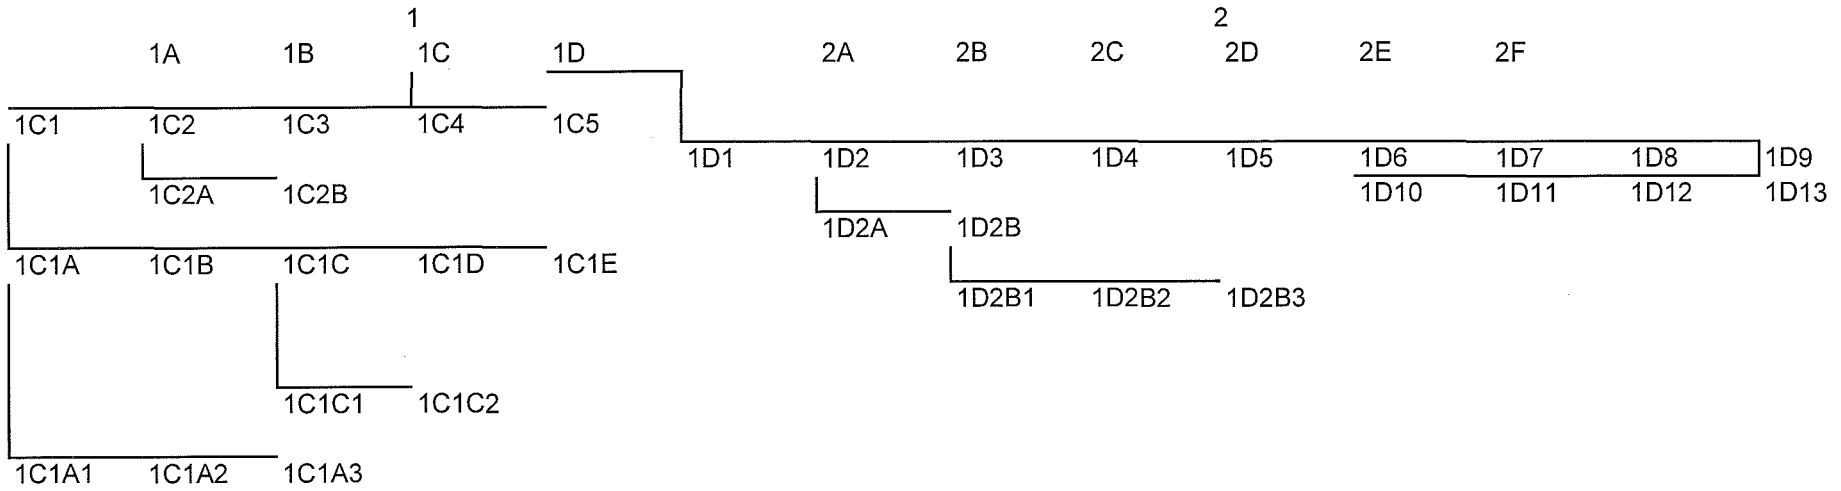 1 2
1A 1B 1C 1D 2A 2B 2C 2D 2E 2F
1C1 1C2 1C3 1C4 1C5
1D1 1D2 1D3 1D4 1D5 1D6 1D7 1D8 1D9
1C2A 1C2B 1D10 1D11 1D12 1D13
1D2A 1D2B
1C1A 1C1B 1C1C 1C1D 1C1E
1D2B1 1D2B2 1D2B3
1C1C1 1C1C2
1C1A1 1C1A2 1C1A3